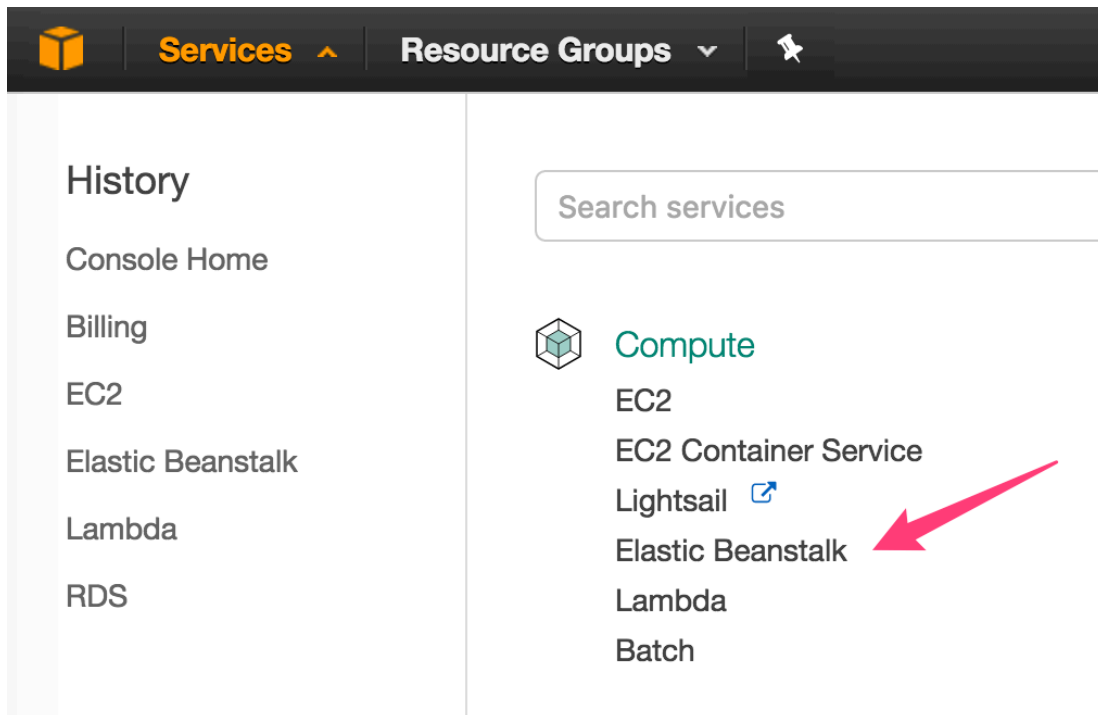 Services Resource Groups
History
Console Home
Billing
EC2
Elastic Beanstalk
Lambda
RDS
Search services
Compute
EC2
EC2 Container Service
Lightsail
Elastic Beanstalk
Lambda
Batch